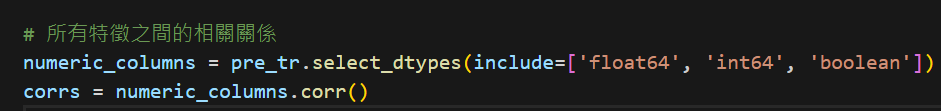 # 所有特徵之間的相關關係
numeric_columns = pre_tr.select_dtypes(include=['float64', 'int64', 'boolean'])
corrs = numeric_columns.corr()